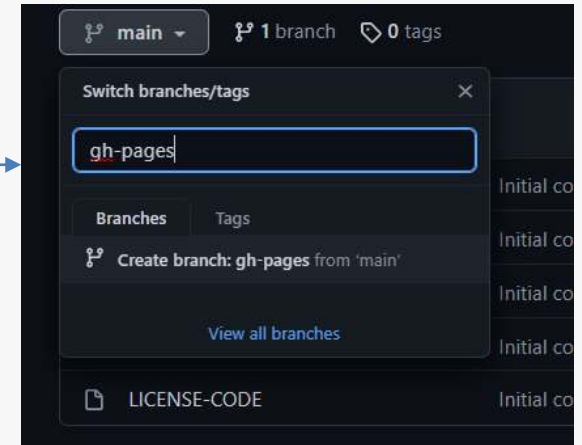 main 1 branch 0 tags
Switch branches/tags
gh-pages
Initial co
Branches Tags
Initial co
Create branch: gh-pages from 'main'
Initial co
View all branches
Initial co
LICENSE-CODE Initial co